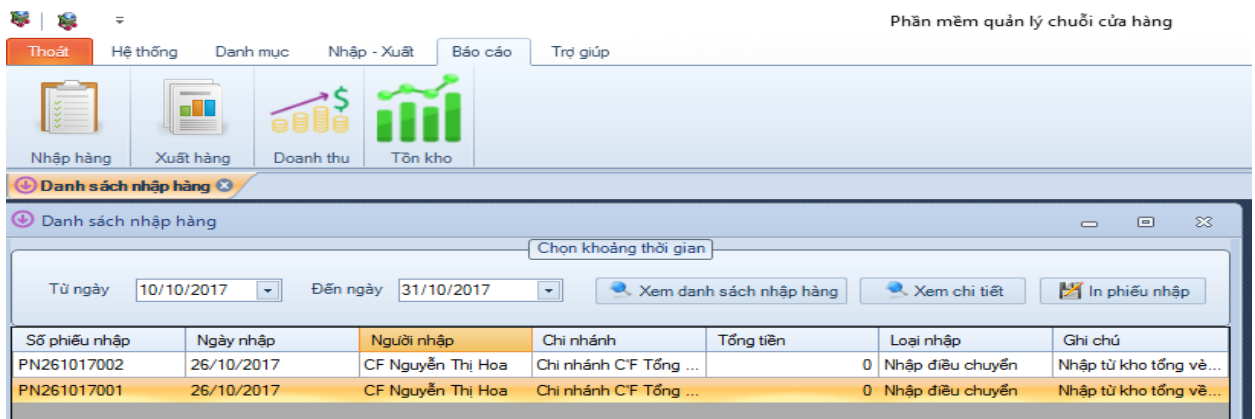 Phần mềm quản lý chuỗi cửa hàng
Thoát Hệ thống Danh mục Nhập - Xuất Báo cáo Trợ giúp
Nhập hàng Xuất hàng Doanh thu Tồn kho
Danh sách nhập hàng
Danh sách nhập hàng
Chọn khoảng thời gian
Từ ngày 10/10/2017 Đến ngày 31/10/2017 Xem danh sách nhập hàng Xem chi tiết In phiếu nhập
Số phiếu nhập Ngày nhập Người nhập Chi nhánh Tổng tiền Loại nhập Ghi chú
PN261017002 26/10/2017 CF Nguyễn Thị Hoa Chi nhánh C'F Tổng ... 0 Nhập điều chuyển Nhập từ kho tổng về...
PN261017001 26/10/2017 CF Nguyễn Thị Hoa Chi nhánh C'F Tổng ... 0 Nhập điều chuyển Nhập từ kho tổng về...